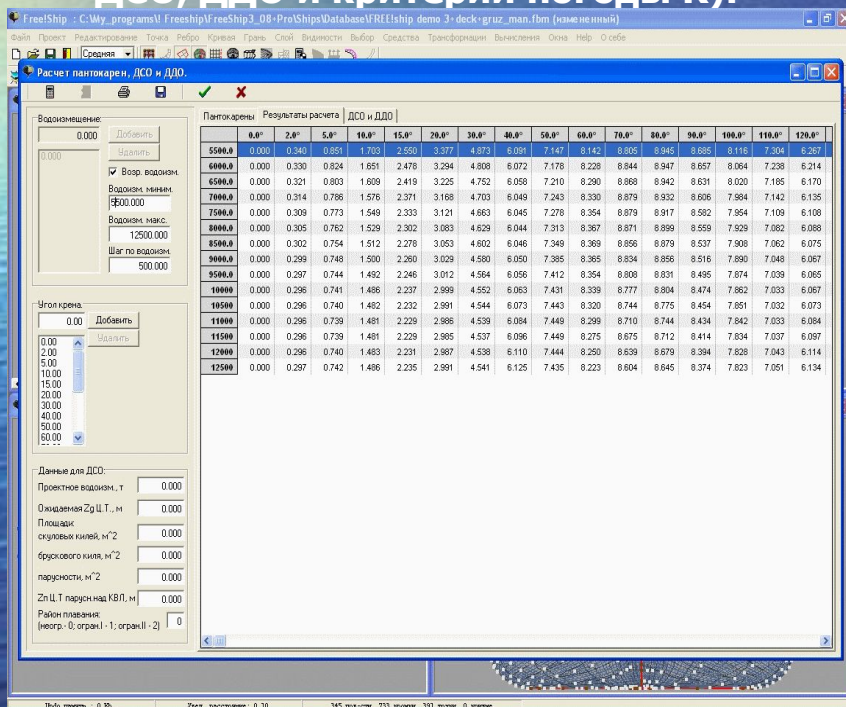 ДСО, ДДО и критерия погоды К):
Free!Ship : C:\My_programs\! Freeship\FreeShip3_08+Pro\Ships\Database\FREE!ship demo 3+deck+gruz_man.fbm (измененный)
Файл Проект Редактирование Точка Ребро Кривая Грань Слой Видимости Выбор Средства Трансформации Вычисления Окна Help О себе
Средняя
Расчет пантокарен, ДСО и ДДО.
Пантокарены Результаты расчета ДСО и ДДО
Водоизмещение:
0.000 Добавить
0.000 Удалить
Возр. водоизм.
Водоизм. миним.
5500.000
Водоизм. макс.
12500.000
Шаг по водоизм.
500.000
Угол крена.
0.00 Добавить
Удалить
0.00
2.00
5.00
10.00
15.00
20.00
30.00
40.00
50.00
60.00
Данные для ДСО:
Проектное водоизм., т 0.000
Ожидаемая Zg Ц.Т., м 0.000
Площади:
скуловых килей, м^2 0.000
брускового киля, м^2 0.000
парусности, м^2 0.000
Zп Ц.Т парусн.над КВЛ, м 0.000
Район плавания:
(неогр.- 0; огран.I - 1; огран.II - 2) 0
0.0° 2.0° 5.0° 10.0° 15.0° 20.0° 30.0° 40.0° 50.0° 60.0° 70.0° 80.0° 90.0° 100.0° 110.0° 120.0°
5500.0 0.000 0.340 0.851 1.703 2.550 3.377 4.873 6.091 7.147 8.142 8.805 8.945 8.685 8.116 7.304 6.267
6000.0 0.000 0.330 0.824 1.651 2.478 3.294 4.808 6.072 7.178 8.228 8.844 8.947 8.657 8.064 7.238 6.214
6500.0 0.000 0.321 0.803 1.609 2.419 3.225 4.752 6.058 7.210 8.290 8.868 8.942 8.631 8.020 7.185 6.170
7000.0 0.000 0.314 0.786 1.576 2.371 3.168 4.703 6.049 7.243 8.330 8.879 8.932 8.606 7.984 7.142 6.135
7500.0 0.000 0.309 0.773 1.549 2.333 3.121 4.663 6.045 7.278 8.354 8.879 8.917 8.582 7.954 7.109 6.108
8000.0 0.000 0.305 0.762 1.529 2.302 3.083 4.629 6.044 7.313 8.367 8.871 8.899 8.559 7.929 7.082 6.088
8500.0 0.000 0.302 0.754 1.512 2.278 3.053 4.602 6.046 7.349 8.369 8.856 8.879 8.537 7.908 7.062 6.075
9000.0 0.000 0.299 0.748 1.500 2.260 3.029 4.580 6.050 7.385 8.365 8.834 8.856 8.516 7.890 7.048 6.067
9500.0 0.000 0.297 0.744 1.492 2.246 3.012 4.564 6.056 7.412 8.354 8.808 8.831 8.495 7.874 7.039 6.065
10000 0.000 0.296 0.741 1.486 2.237 2.999 4.552 6.063 7.431 8.339 8.777 8.804 8.474 7.862 7.033 6.067
10500 0.000 0.296 0.740 1.482 2.232 2.991 4.544 6.073 7.443 8.320 8.744 8.775 8.454 7.851 7.032 6.073
11000 0.000 0.296 0.739 1.481 2.229 2.986 4.539 6.084 7.449 8.299 8.710 8.744 8.434 7.842 7.033 6.084
11500 0.000 0.296 0.739 1.481 2.229 2.985 4.537 6.096 7.449 8.275 8.675 8.712 8.414 7.834 7.037 6.097
12000 0.000 0.296 0.740 1.483 2.231 2.987 4.538 6.110 7.444 8.250 8.639 8.679 8.394 7.828 7.043 6.114
12500 0.000 0.297 0.742 1.486 2.235 2.991 4.541 6.125 7.435 8.223 8.604 8.645 8.374 7.823 7.051 6.134